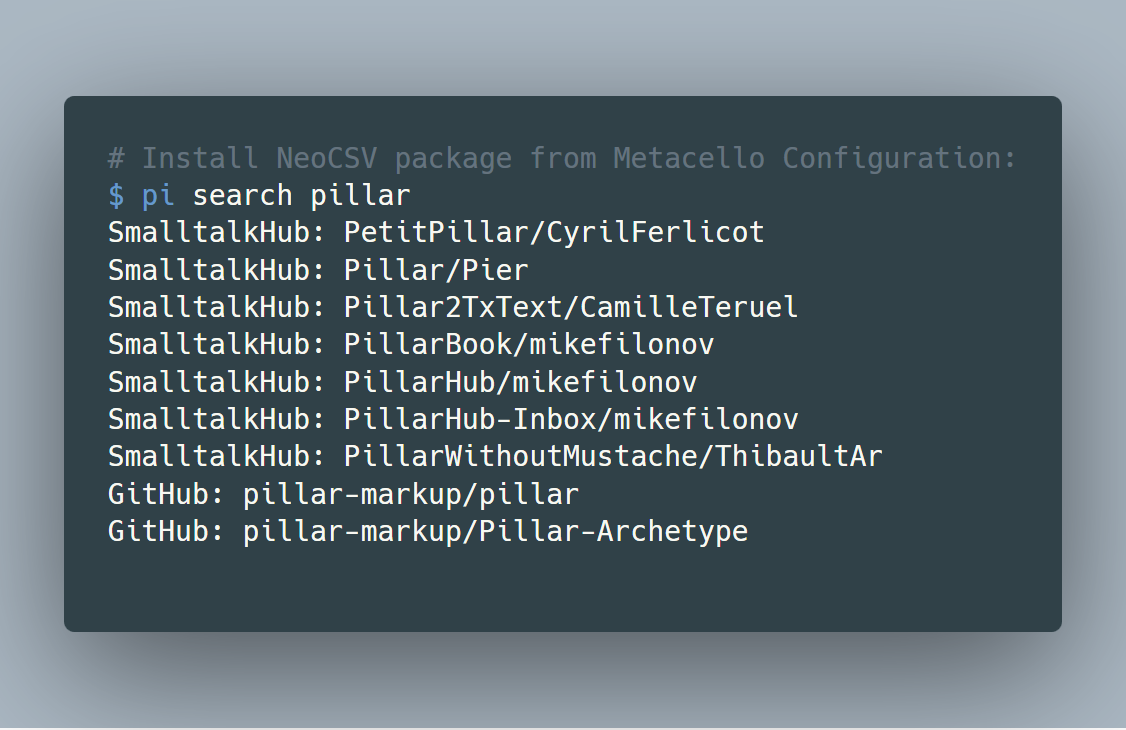 # Install NeoCSV package from Metacello Configuration:
$ pi search pillar
SmalltalkHub: PetitPillar/CyrilFerlicot
SmalltalkHub: Pillar/Pier
SmalltalkHub: Pillar2TxText/CamilleTeruel
SmalltalkHub: PillarBook/mikefilonov
SmalltalkHub: PillarHub/mikefilonov
SmalltalkHub: PillarHub-Inbox/mikefilonov
SmalltalkHub: PillarWithoutMustache/ThibaultAr
GitHub: pillar-markup/pillar
GitHub: pillar-markup/Pillar-Archetype